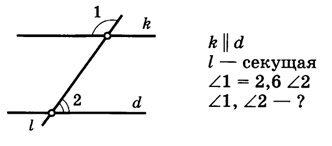 1
k
2
d
l
k ∥ d
l — секущая
∠1 = 2,6 ∠2
∠1, ∠2 — ?